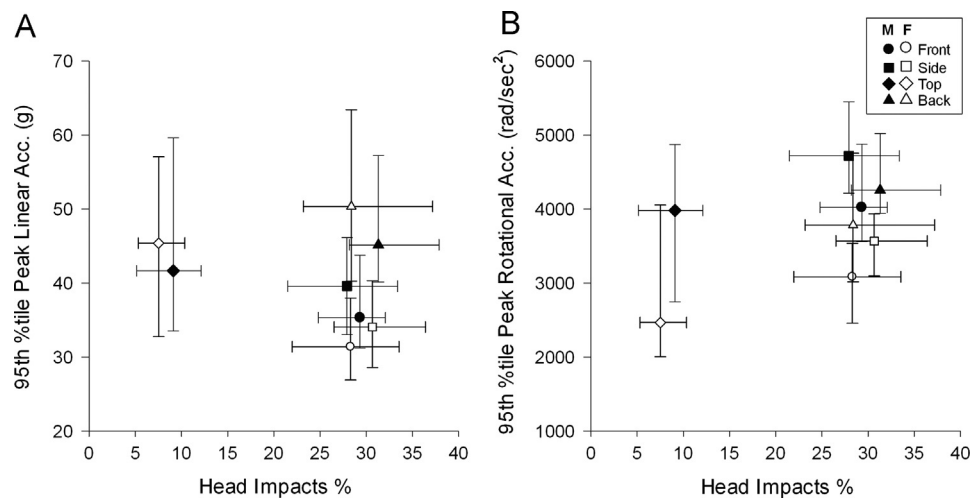 A
B
95th %tile Peak Linear Acc. (g)
70
60
50
40
30
20
0 5 10 15 20 25 30 35 40
Head Impacts %
95th %tile Peak Rotational Acc. (rad/sec²)
6000
5000
4000
3000
2000
1000
0 5 10 15 20 25 30 35 40
Head Impacts %
M F
Front
Side
Top
Back